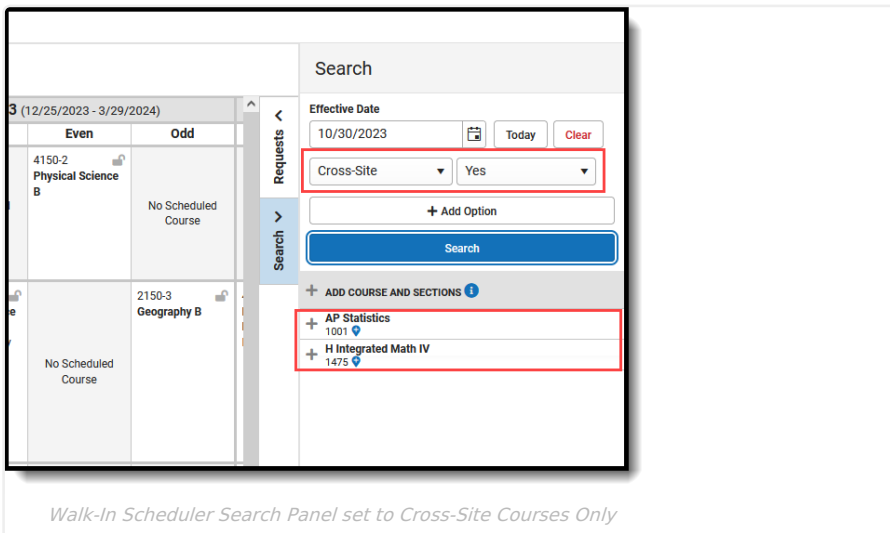 Search
3 (12/25/2023 - 3/29/2024)
Even
Odd
4150-2
Physical Science
B
No Scheduled
Course
2150-3
Geography B
No Scheduled
Course
Requests
Search
Effective Date
10/30/2023
Today
Clear
Cross-Site
Yes
+ Add Option
Search
+ ADD COURSE AND SECTIONS
+ AP Statistics
1001
+ H Integrated Math IV
1475
Walk-In Scheduler Search Panel set to Cross-Site Courses Only